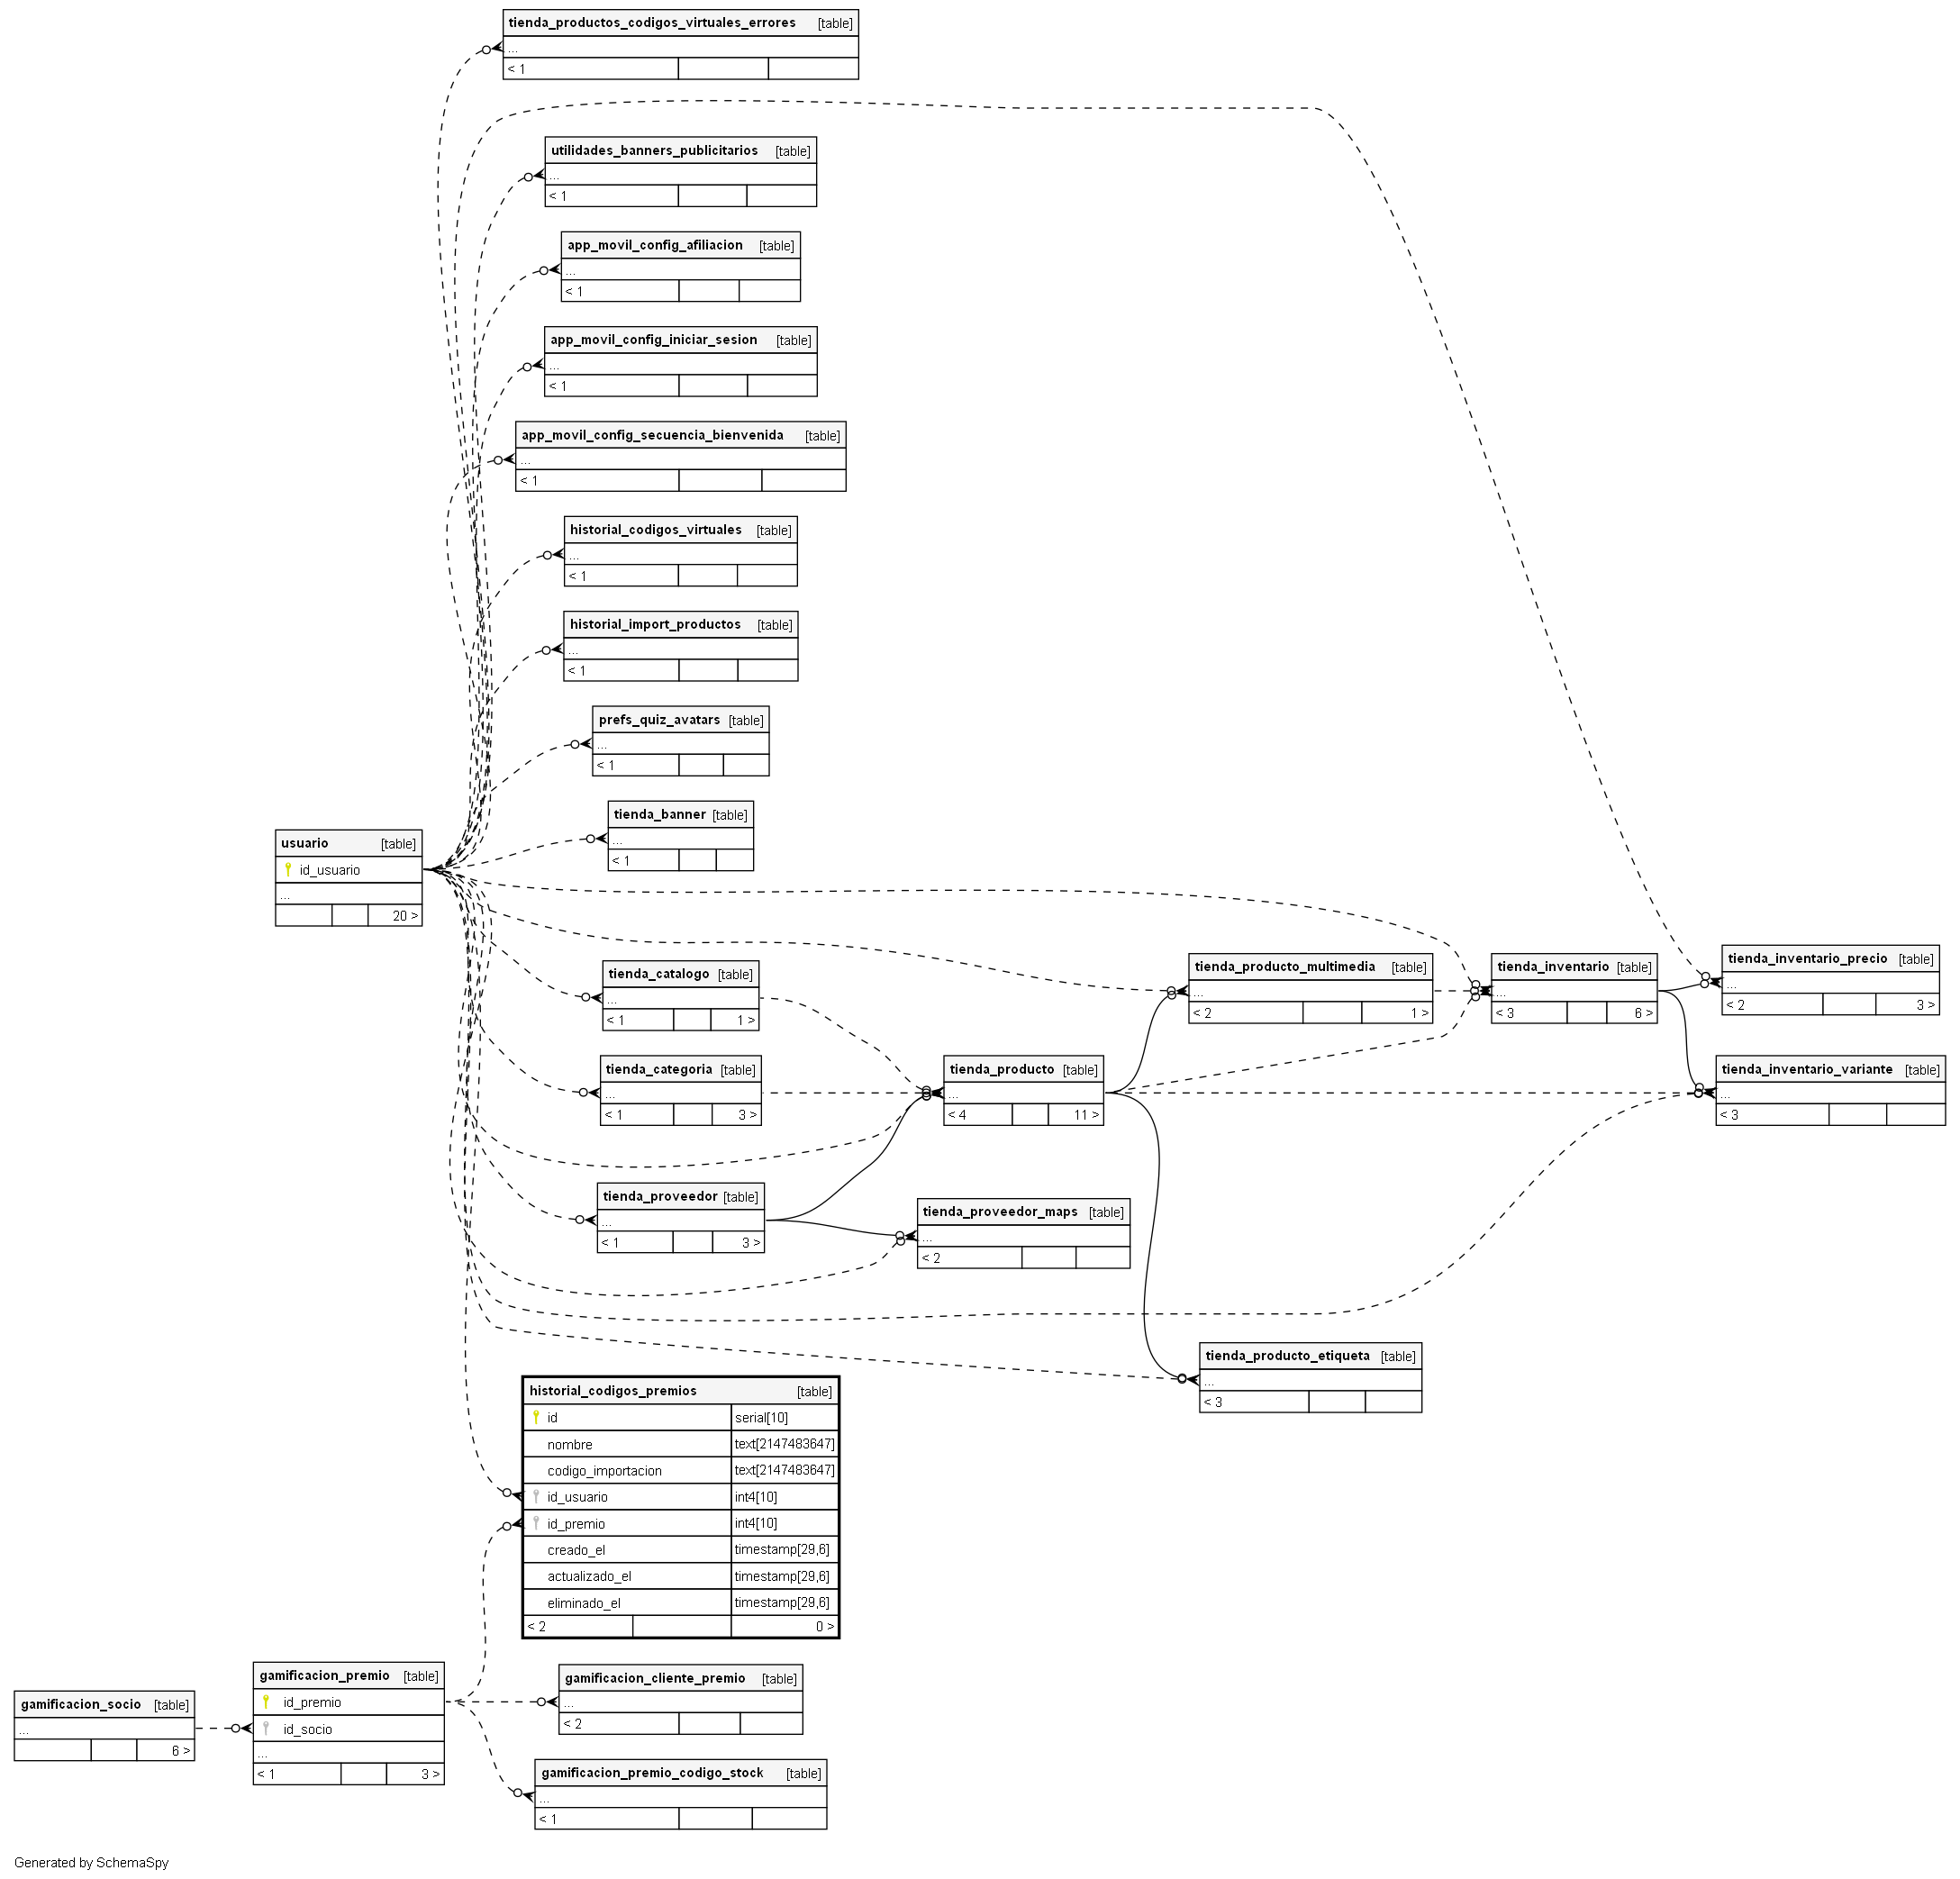 tienda_productos_codigos_virtuales_errores [table]
...
< 1
utilidades_banners_publicitarios [table]
...
< 1
app_movil_config_afiliacion [table]
...
< 1
app_movil_config_iniciar_sesion [table]
...
< 1
app_movil_config_secuencia_bienvenida [table]
...
< 1
historial_codigos_virtuales [table]
...
< 1
historial_import_productos [table]
...
< 1
prefs_quiz_avatars [table]
...
< 1
tienda_banner [table]
...
< 1
usuario [table]
id_usuario
...
20 >
tienda_catalogo [table]
...
< 1 1 >
tienda_producto_multimedia [table]
...
< 2 1 >
tienda_inventario [table]
...
< 3 6 >
tienda_inventario_precio [table]
...
< 2 3 >
tienda_categoria [table]
...
< 1 3 >
tienda_producto [table]
...
< 4 11 >
tienda_inventario_variante [table]
...
< 3
tienda_proveedor [table]
...
< 1 3 >
tienda_proveedor_maps [table]
...
< 2
tienda_producto_etiqueta [table]
...
< 3
historial_codigos_premios [table]
id serial[10]
nombre text[2147483647]
codigo_importacion text[2147483647]
id_usuario int4[10]
id_premio int4[10]
creado_el timestamp[29,6]
actualizado_el timestamp[29,6]
eliminado_el timestamp[29,6]
< 2 0 >
gamificacion_socio [table]
...
6 >
gamificacion_premio [table]
id_premio
id_socio
...
< 1 3 >
gamificacion_cliente_premio [table]
...
< 2
gamificacion_premio_codigo_stock [table]
...
< 1
Generated by SchemaSpy